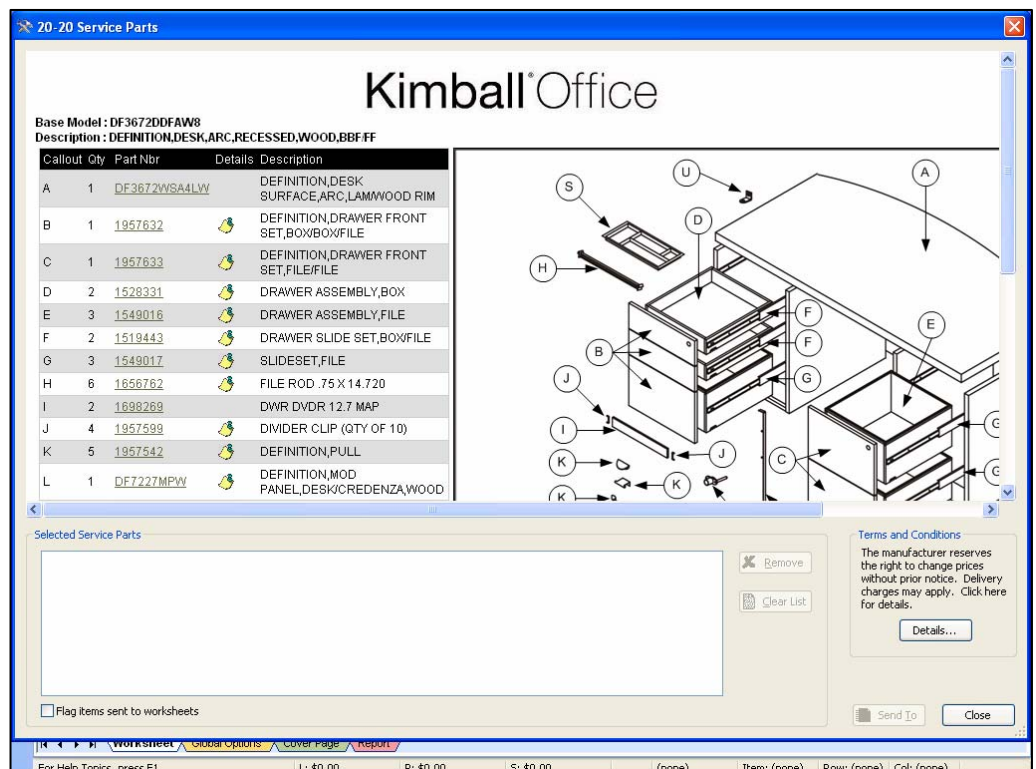 20-20 Service Parts
Kimball® Office
Base Model : DF3672DDFAW8
Description : DEFINITION,DESK,ARC,RECESSED,WOOD,BBF/FF
Callout Qty Part Nbr Details Description
A 1 DF3672WSA4LW DEFINITION,DESK
SURFACE,ARC,LAM/WOOD RIM
B 1 1957632 DEFINITION,DRAWER FRONT
SET,BOX/BOX/FILE
C 1 1957633 DEFINITION,DRAWER FRONT
SET,FILE/FILE
D 2 1528331 DRAWER ASSEMBLY,BOX
E 3 1549016 DRAWER ASSEMBLY,FILE
F 2 1519443 DRAWER SLIDE SET,BOX/FILE
G 3 1549017 SLIDESET,FILE
H 6 1656762 FILE ROD .75 X 14.720
I 2 1698269 DWR DVDR 12.7 MAP
J 4 1957599 DIVIDER CLIP (QTY OF 10)
K 5 1957542 DEFINITION,PULL
L 1 DF7227MPW DEFINITION,MOD
PANEL,DESK/CREDENZA,WOOD
U
A
S
D
H
F
E
F
B
G
J
G
I
J
C
K
K
G
K
Selected Service Parts
Remove
Clear List
Terms and Conditions
The manufacturer reserves
the right to change prices
without prior notice. Delivery
charges may apply. Click here
for details.
Details...
Flag items sent to worksheets
Send To
Close
Worksheet Global Options Cover Page Report
For Help Topics, press F1 L: $0.00 P: $0.00 S: $0.00 (none) Item: (none) Row: (none) Col: (none)